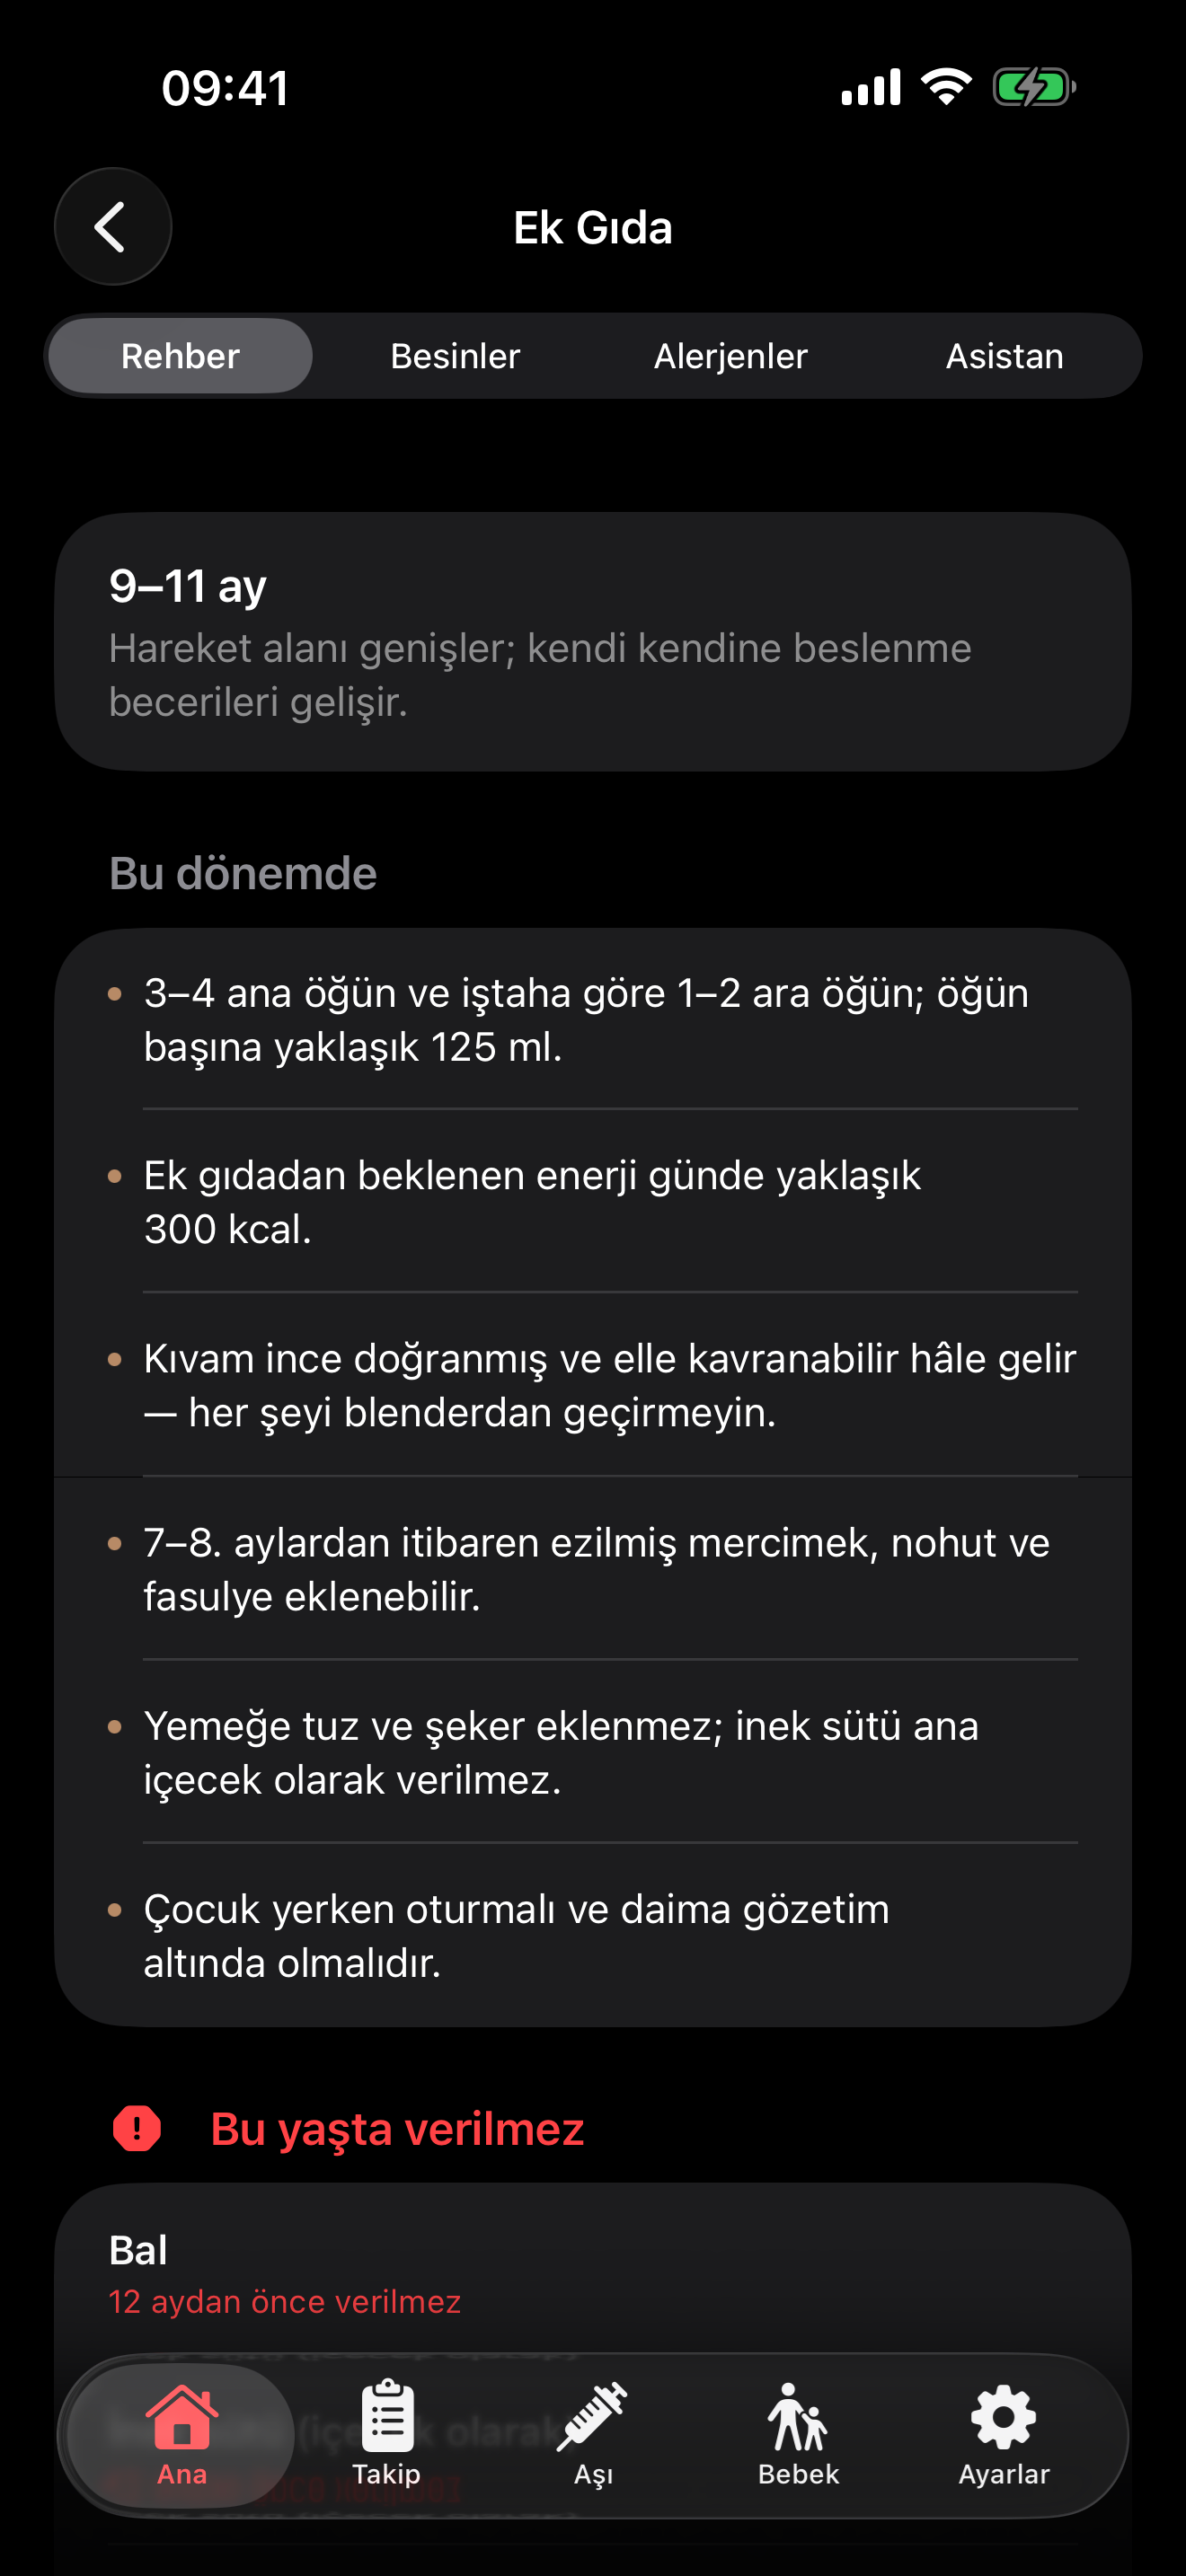 09:41
Ek Gıda
Rehber
Besinler
Alerjenler
Asistan
9–11 ay
Hareket alanı genişler; kendi kendine beslenme
becerileri gelişir.
Bu dönemde
3–4 ana öğün ve iştaha göre 1–2 ara öğün; öğün
başına yaklaşık 125 ml.
Ek gıdadan beklenen enerji günde yaklaşık
300 kcal.
Kıvam ince doğranmış ve elle kavranabilir hâle gelir
— her şeyi blenderdan geçirmeyin.
7–8. aylardan itibaren ezilmiş mercimek, nohut ve
fasulye eklenebilir.
Yemeğe tuz ve şeker eklenmez; inek sütü ana
içecek olarak verilmez.
Çocuk yerken oturmalı ve daima gözetim
altında olmalıdır.
Bu yaşta verilmez
Bal
12 aydan önce verilmez
Ana
Takip
Aşı
Bebek
Ayarlar